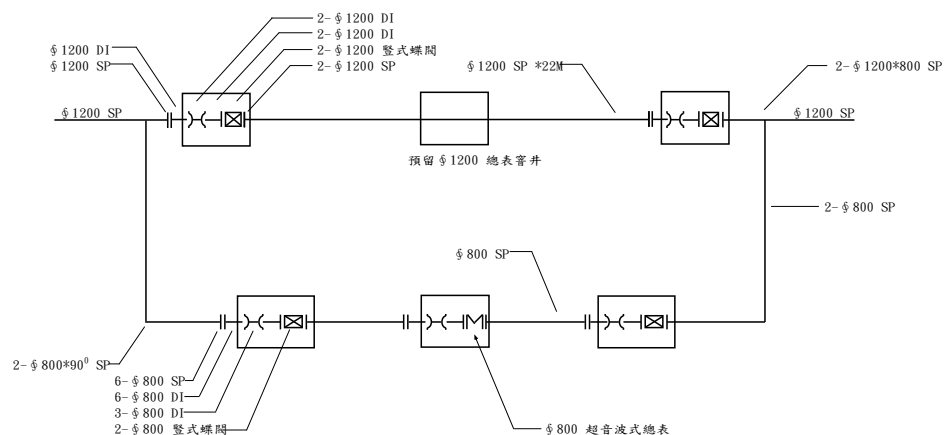 2-∮1200 DI
2-∮1200 DI
∮1200 DI
2-∮1200 豎式蝶閥
∮1200 SP
2-∮1200 SP
∮1200 SP *22M
2-∮1200*800 SP
∮1200 SP
∮1200 SP
預留∮1200 總表窨井
2-∮800 SP
∮800 SP
2-∮800*90⁰ SP
6-∮800 SP
6-∮800 DI
3-∮800 DI
2-∮800 豎式蝶閥
∮800 超音波式總表